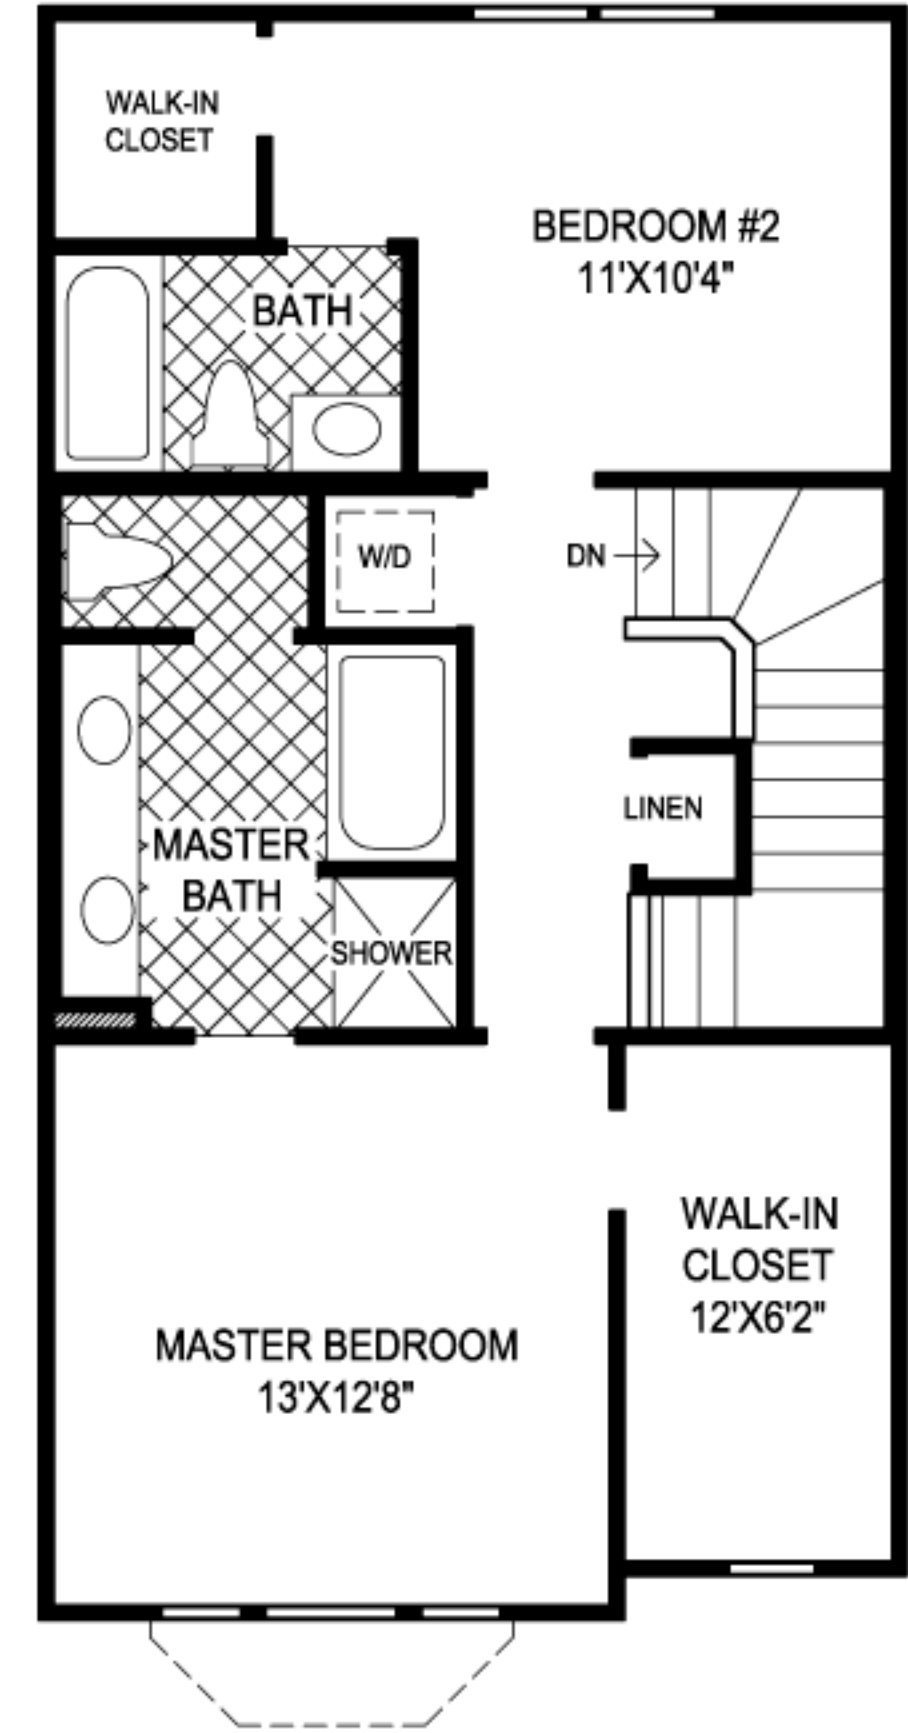 WALK-IN
CLOSET
BEDROOM #2
11'X10'4"
BATH
W/D
DN
LINEN
MASTER
BATH
SHOWER
WALK-IN
CLOSET
12'X6'2"
MASTER BEDROOM
13'X12'8"